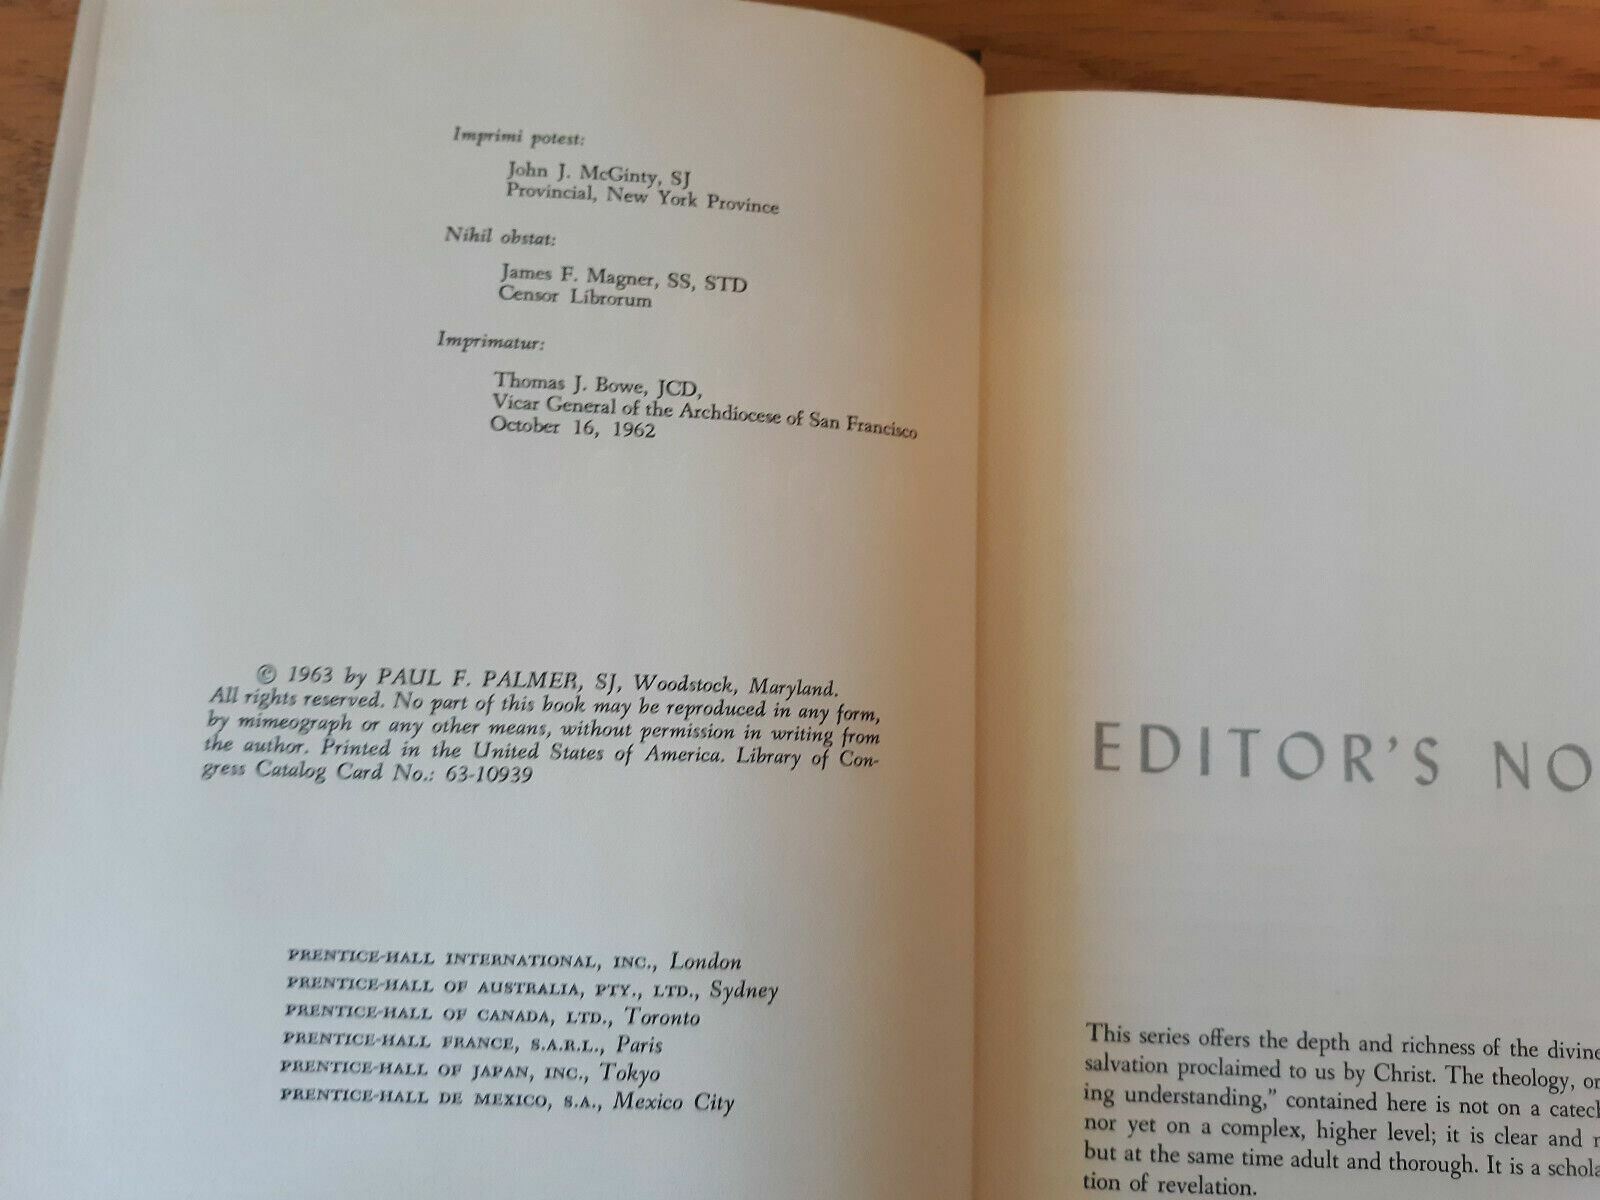 Imprimi potest:
John J. McGinty, SJ
Provincial, New York Province
Nihil obstat:
James F. Magner, SS, STD
Censor Librorum
Imprimatur:
Thomas J. Bowe, JCD,
Vicar General of the Archdiocese of San Francisco
October 16, 1962
© 1963 by PAUL F. PALMER, SJ, Woodstock, Maryland.
All rights reserved. No part of this book may be reproduced in any form,
by mimeograph or any other means, without permission in writing from
the author. Printed in the United States of America. Library of Con-
gress Catalog Card No.: 63-10939
PRENTICE-HALL INTERNATIONAL, INC., London
PRENTICE-HALL OF AUSTRALIA, PTY., LTD., Sydney
PRENTICE-HALL OF CANADA, LTD., Toronto
PRENTICE-HALL FRANCE, S.A.R.L., Paris
PRENTICE-HALL OF JAPAN, INC., Tokyo
PRENTICE-HALL DE MEXICO, S.A., Mexico City
EDITOR'S NO
This series offers the depth and richness of the divine
salvation proclaimed to us by Christ. The theology, or
ing understanding," contained here is not on a catech
nor yet on a complex, higher level; it is clear and
but at the same time adult and thorough. It is a schola
tion of revelation.